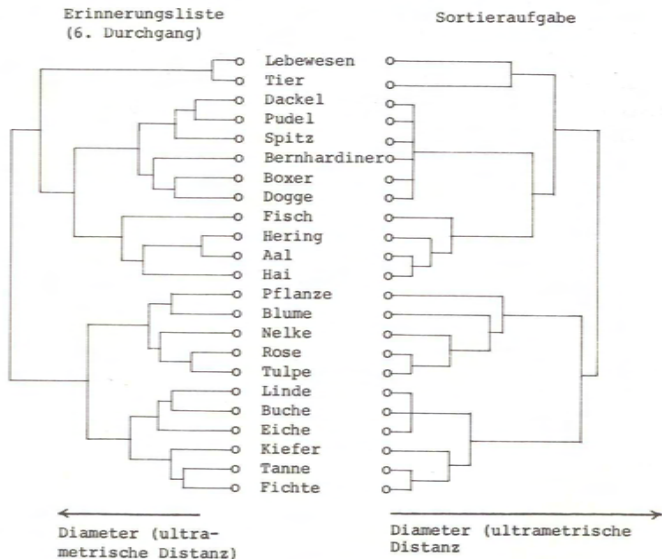 Erinnerungsliste
(6. Durchgang)
Sortieraufgabe
Lebewesen
Tier
Dackel
Pudel
Spitz
Bernhardiner
Boxer
Dogge
Fisch
Hering
Aal
Hai
Pflanze
Blume
Nelke
Rose
Tulpe
Linde
Buche
Eiche
Kiefer
Tanne
Fichte
Diameter (ultra-
metrische Distanz)
Diameter (ultrametrische
Distanz